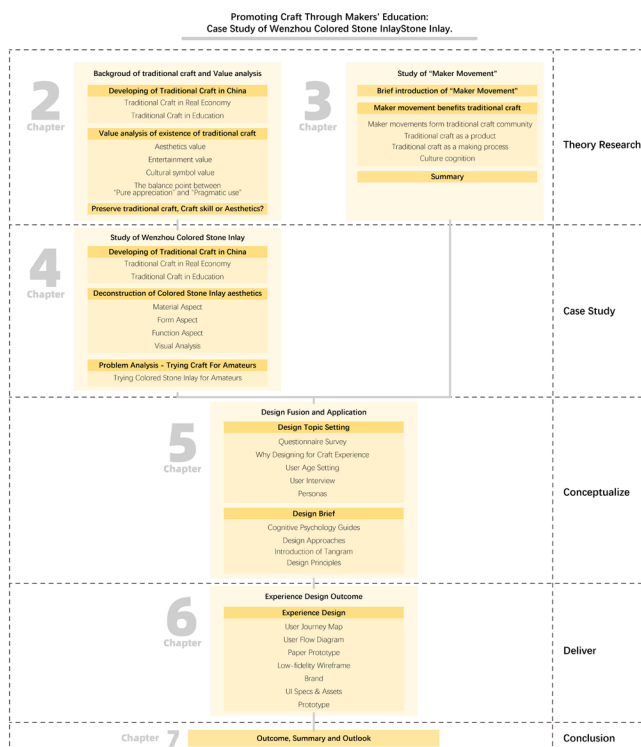 Promoting Craft Through Makers' Education:
Case Study of Wenzhou Colored Stone InlayStone Inlay.
2
Chapter
Backgroud of traditional craft and Value analysis
Developing of Traditional Craft in China
Traditional Craft in Real Economy
Traditional Craft in Education
Value analysis of existence of traditional craft
Aesthetics value
Entertainment value
Cultural symbol value
The balance point between
"Pure appreciation" and "Pragmatic use"
Preserve traditional craft, Craft skill or Aesthetics?
3
Chapter
Study of "Maker Movement"
Brief introduction of "Maker Movement"
Maker movement benefits traditional craft
Maker movements form traditional craft community
Traditional craft as a product
Traditional craft as a making process
Culture cognition
Summary
Theory Research
4
Chapter
Study of Wenzhou Colored Stone Inlay
Developing of Traditional Craft in China
Traditional Craft in Real Economy
Traditional Craft in Education
Deconstruction of Colored Stone Inlay aesthetics
Material Aspect
Form Aspect
Function Aspect
Visual Analysis
Problem Analysis - Trying Craft For Amateurs
Trying Colored Stone Inlay for Amateurs
Case Study
5
Chapter
Design Fusion and Application
Design Topic Setting
Questionnaire Survey
Why Designing for Craft Experience
User Age Setting
User Interview
Personas
Design Brief
Cognitive Psychology Guides
Design Approaches
Introduction of Tangram
Design Principles
Conceptualize
6
Chapter
Experience Design Outcome
Experience Design
User Journey Map
User Flow Diagram
Paper Prototype
Low-fidelity Wireframe
Brand
UI Specs & Assets
Prototype
Deliver
Chapter 7
Outcome, Summary and Outlook
Conclusion